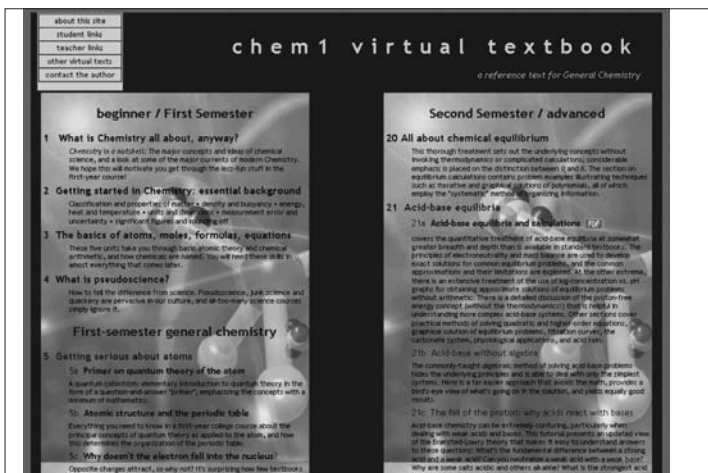 about this site
student links
teacher links
other virtual texts
contact the author
chem1 virtual textbook
a reference text for General Chemistry
beginner / First Semester
1 What is Chemistry all about, anyway?
Chemistry in a nutshell: The major concepts and ideas of chemical
science, and a look at some of the major currents of modern Chemistry.
We hope this will motivate you get through the less-fun stuff in the
first-year course!
2 Getting started in Chemistry: essential background
Classification and properties of matter • density and buoyancy • energy,
heat and temperature • units and dimensions • measurement error and
uncertainty • significant figures and rounding off
3 The basics of atoms, moles, formulas, equations
These five units take you through basic atomic theory and chemical
arithmetic, and how chemicals are named. You will need these skills in
almost everything that comes later.
4 What is pseudoscience?
How to tell the difference from science. Pseudoscience, junk science and
quackery are pervasive in our culture, and all-too-many science courses
simply ignore it.
First-semester general chemistry
5 Getting serious about atoms
5a Primer on quantum theory of the atom
A quantum catechism: elementary introduction to quantum theory in the
form of a question-and-answer "primer", emphasizing the concepts with a
minimum of mathematics.
5b Atomic structure and the periodic table
Everything you need to know in a first-year college course about the
principal concepts of quantum theory as applied to the atom, and how
this determines the organization of the periodic table.
5c Why doesn't the electron fall into the nucleus?
Opposite charges attract, so why not? It's surprising how few textbooks
Second Semester / advanced
20 All about chemical equilibrium
This thorough treatment sets out the underlying concepts without
invoking thermodynamics or complicated calculations; considerable
emphasis is placed on the distinction between Q and K. The section on
equilibrium calculations contains problem examples illustrating techniques
such as iterative and graphical solutions of polynomials, all of which
employ the "systematic" method of organizing information.
21 Acid-base equilibria
21a Acid-base equilibria and calculations
covers the quantitative treatment of acid-base equilibria at somewhat
greater breadth and depth than is available in standard textbooks. The
principles of electroneutrality and mass balance are used to develop
exact solutions for common equilibrium problems, and the common
approximations and their limitations are explored. At the other extreme,
there is an extensive treatment of the use of log-concentration vs. pH
graphs for obtaining approximate solutions of equilibrium problems
without arithmetic. There is a detailed discussion of the proton-free
energy concept (without the thermodynamics!) that is helpful in
understanding more complex acid-base systems. Other sections cover
practical methods of solving quadratic and higher-order equations,
graphical solution of equilibrium problems, titration curves, the
carbonate system, physiological applications, and acid rain.
21b Acid-base without algebra
The commonly-taught algebraic method of solving acid-base problems
hides the underlying principles and is able to deal with only the simplest
systems. Here is a far easier approach that avoids the math, provides a
bird's-eye view of what's going on in the solution, and yields equally good
results.
21c The fall of the proton: why acids react with bases
Acid-base chemistry can be extremely confusing, particularly when
dealing with weak acids and bases. This tutorial presents an updated view
of the Brønsted-Lowry theory that makes it easy to understand answers
to these questions: What's the fundamental difference between a strong
acid and a weak acid? Can you neutralize a weak acid with a weak base?
Why are some salts acidic and others alkaline? What is the strongest acid